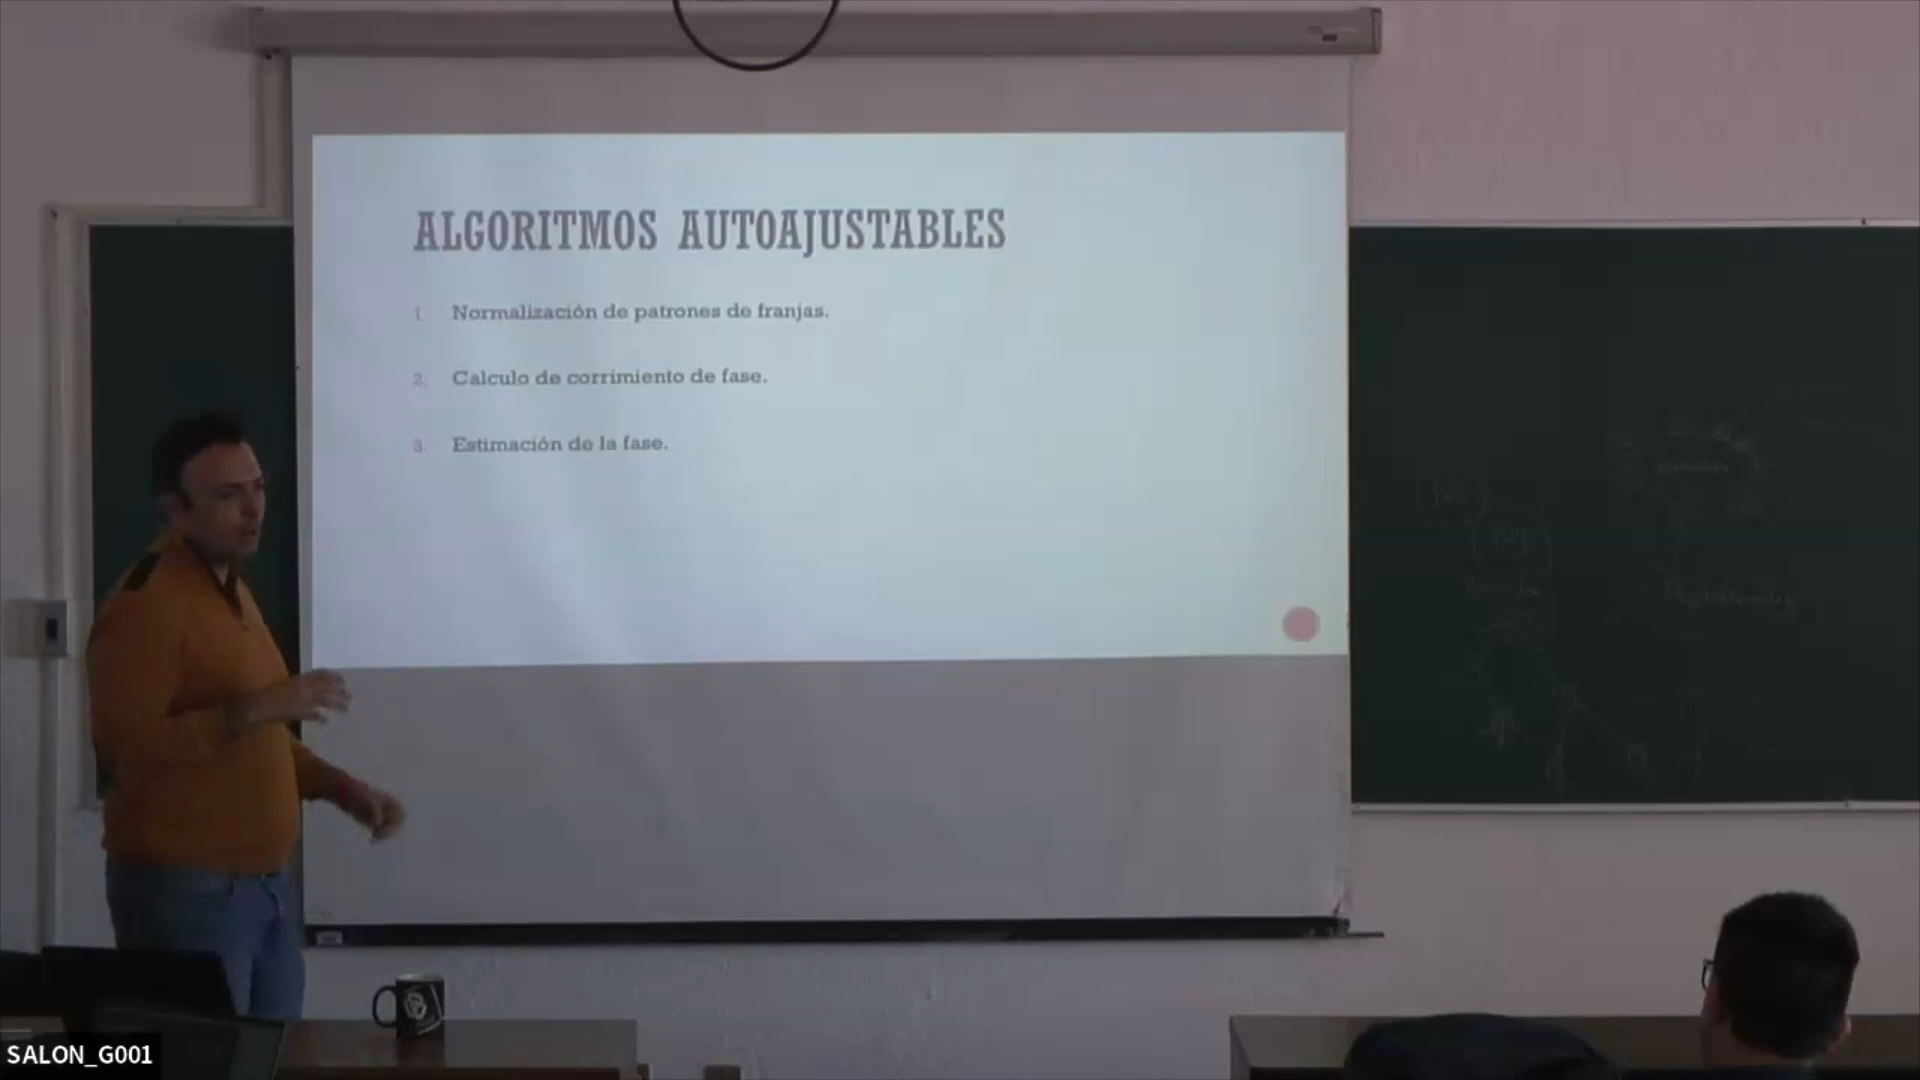 ALGORITMOS AUTOAJUSTABLES
1. Normalización de patrones de franjas.
2. Calculo de corrimiento de fase.
3. Estimación de la fase.
SALON_G001